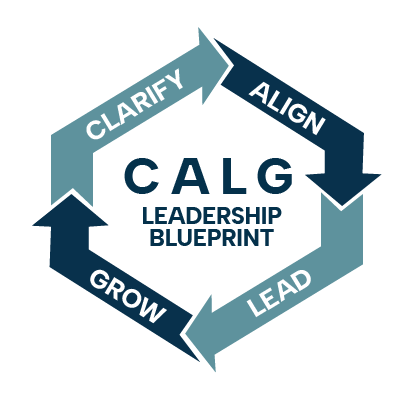 CLARIFY
ALIGN
CALG
LEADERSHIP
BLUEPRINT
GROW
LEAD